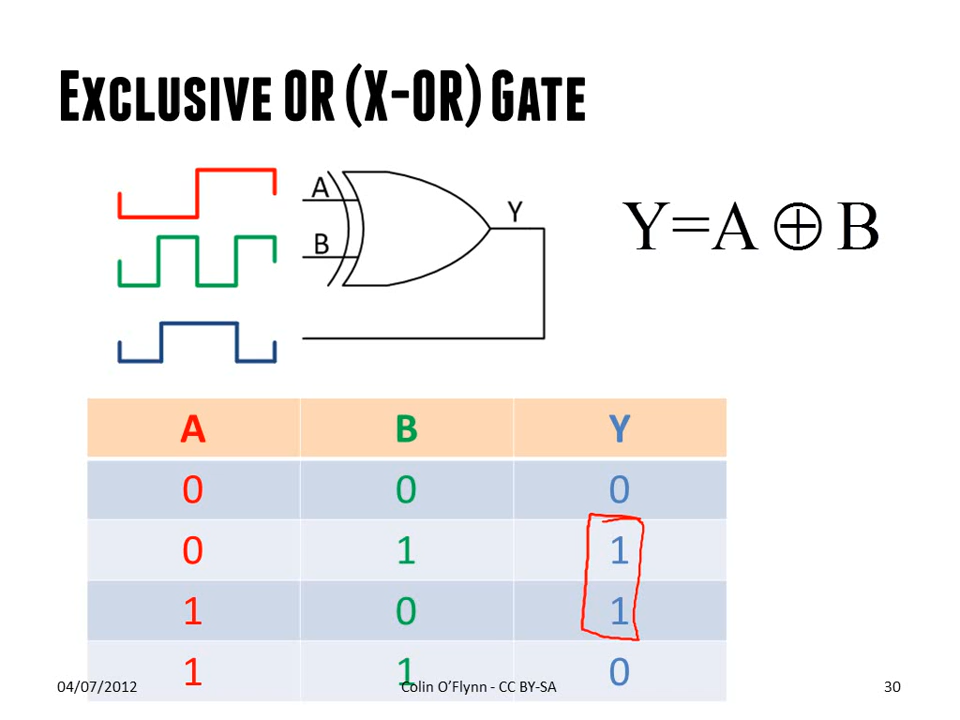 EXCLUSIVE OR (X-OR) GATE
A
Y
B
Y=A⊕B
A B Y
0 0 0
0 1 1
1 0 1
1 1 0
04/07/2012 Colin O'Flynn - CC BY-SA 30